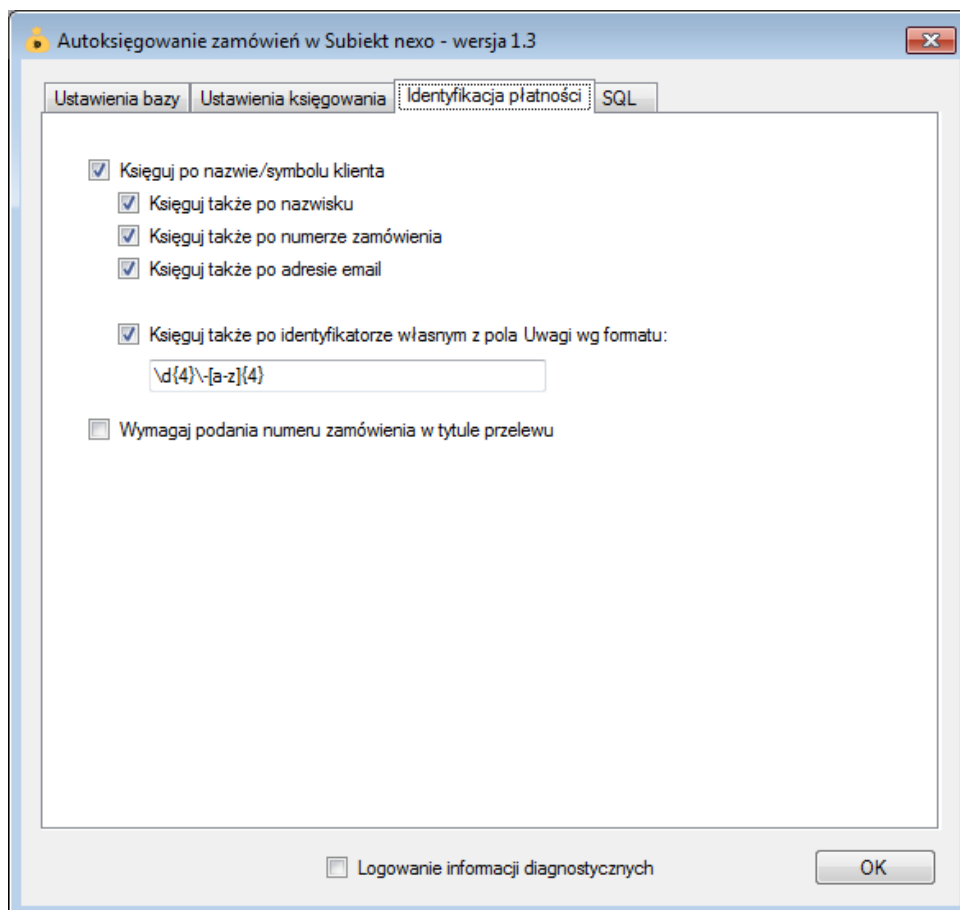 Autoksięgowanie zamówień w Subiekt nexo - wersja 1.3
Ustawienia bazy Ustawienia księgowania Identyfikacja płatności SQL
Księguj po nazwie/symbolu klienta
Księguj także po nazwisku
Księguj także po numerze zamówienia
Księguj także po adresie email
Księguj także po identyfikatorze własnym z pola Uwagi wg formatu:
\d{4}\-[a-z]{4}
Wymagaj podania numeru zamówienia w tytule przelewu
Logowanie informacji diagnostycznych OK